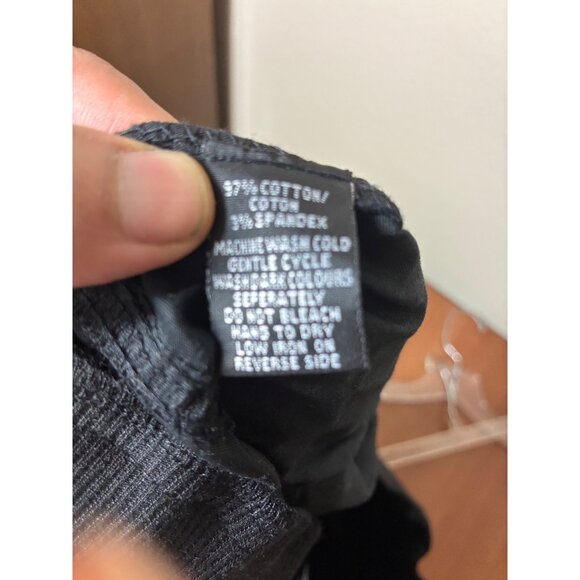 97% COTTON/
COTON
3% SPANDEX
MACHINE WASH COLD
GENTLE CYCLE
WASH DARK COLOURS
SEPERATELY
DO NOT BLEACH
HANG TO DRY
LOW IRON ON
REVERSE SIDE